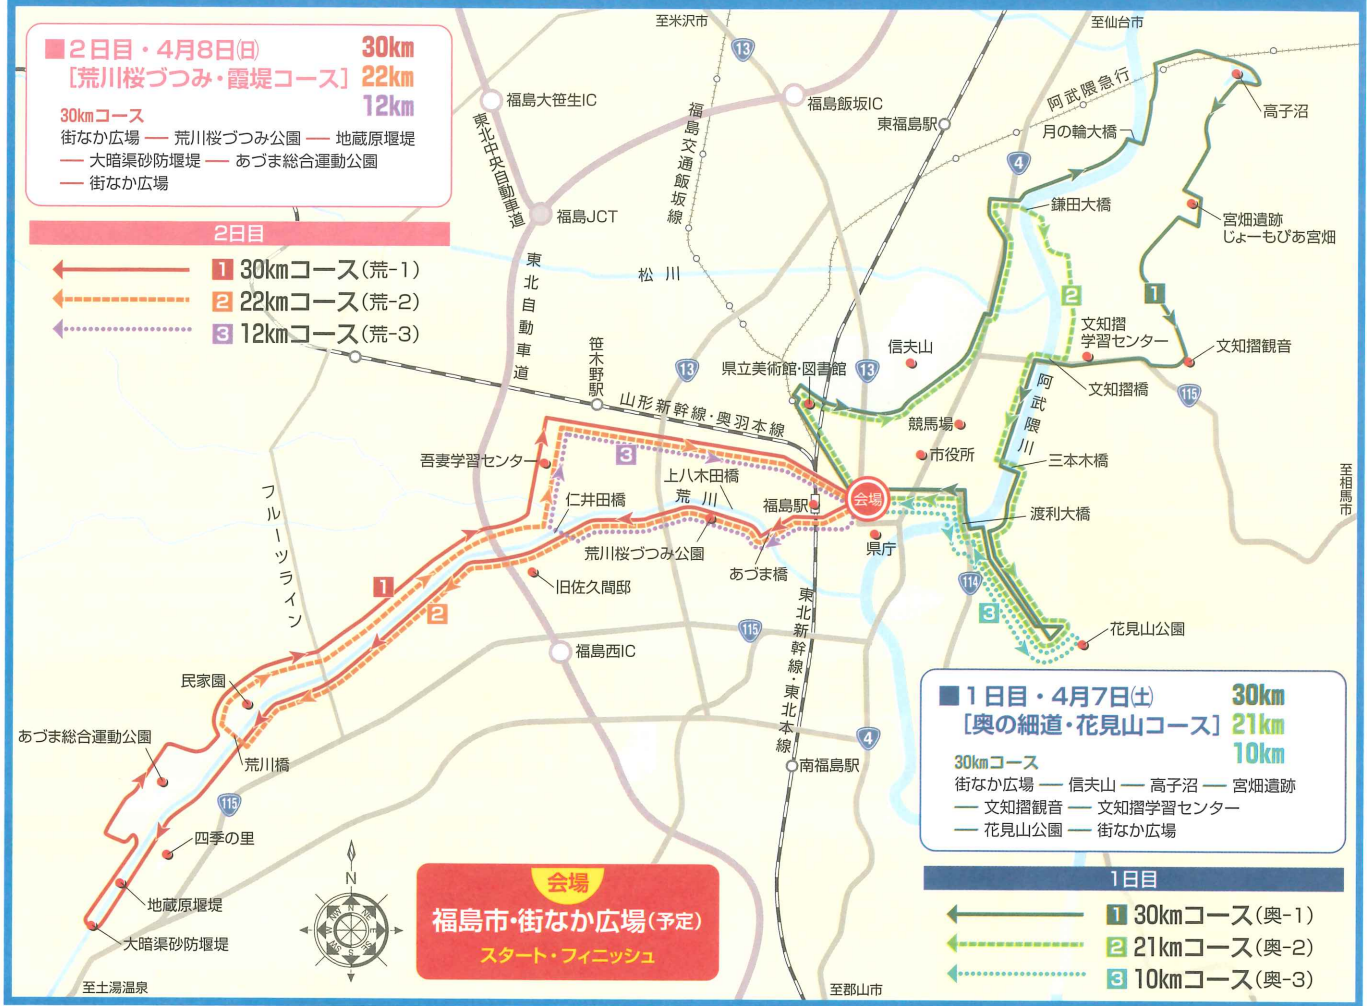 ■2日目・4月8日㈰
[荒川桜づつみ・霞堤コース]
30km
22km
12km
30kmコース
街なか広場 ― 荒川桜づつみ公園 ― 地蔵原堰堤
― 大暗渠砂防堰堤 ― あづま総合運動公園
― 街なか広場
2日目
1 30kmコース(荒-1)
2 22kmコース(荒-2)
3 12kmコース(荒-3)
至米沢市
至仙台市
13
福島大笹生IC
福島飯坂IC
東福島駅
阿武隈急行
高子沼
月の輪大橋
4
東北中央自動車道
福島交通飯坂線
福島JCT
鎌田大橋
宮畑遺跡
じょーもぴあ宮畑
東北自動車道
松川
2
1
文知摺
学習センター
文知摺観音
信夫山
笹木野駅
13
13
県立美術館・図書館
文知摺橋
115
阿武隈川
山形新幹線・奥羽本線
競馬場
市役所
三本木橋
吾妻学習センター
3
上八木田橋
荒川
仁井田橋
福島駅
会場
渡利大橋
至相馬市
フルーツライン
荒川桜づつみ公園
県庁
あづま橋
旧佐久間邸
1
2
114
3
東北新幹線・東北本線
115
花見山公園
福島西IC
民家園
あづま総合運動公園
荒川橋
4
南福島駅
115
四季の里
地蔵原堰堤
大暗渠砂防堰堤
至土湯温泉
N
会場
福島市・街なか広場(予定)
スタート・フィニッシュ
至郡山市
■1日目・4月7日㈯
[奥の細道・花見山コース]
30km
21km
10km
30kmコース
街なか広場 ― 信夫山 ― 高子沼 ― 宮畑遺跡
― 文知摺観音 ― 文知摺学習センター
― 花見山公園 ― 街なか広場
1日目
1 30kmコース(奥-1)
2 21kmコース(奥-2)
3 10kmコース(奥-3)